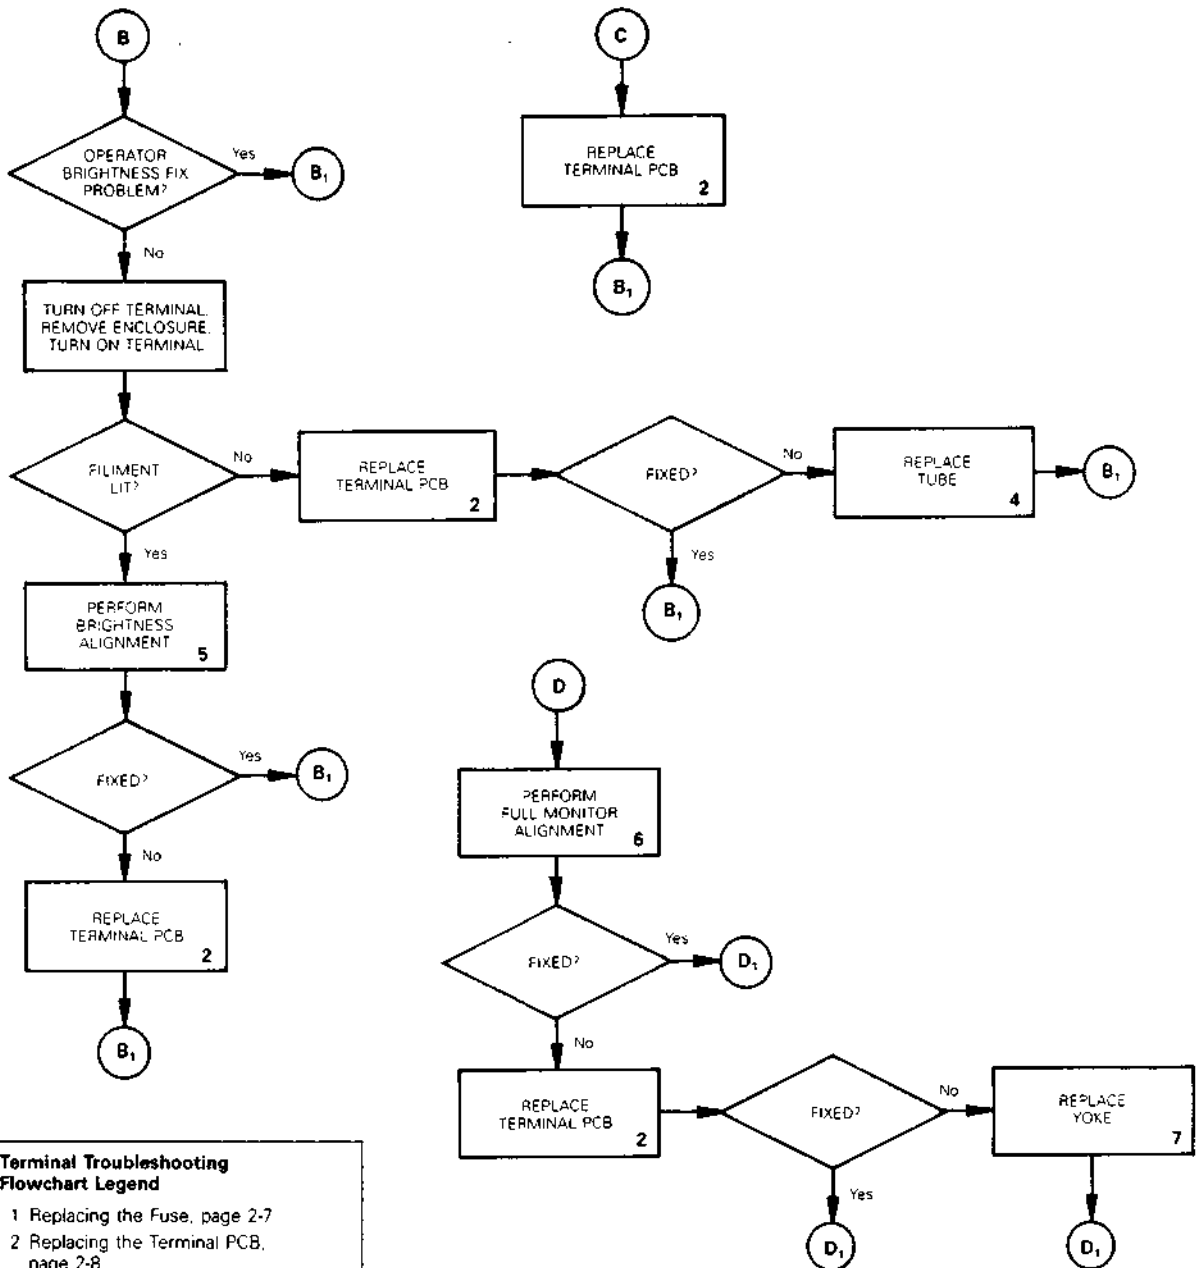 B
OPERATOR
BRIGHTNESS FIX
PROBLEM?
Yes
B₁
No
TURN OFF TERMINAL,
REMOVE ENCLOSURE,
TURN ON TERMINAL
FILIMENT
LIT?
No
REPLACE
TERMINAL PCB
2
FIXED?
No
REPLACE
TUBE
4
B₁
Yes
B₁
Yes
PERFORM
BRIGHTNESS
ALIGNMENT
5
FIXED?
Yes
B₁
No
REPLACE
TERMINAL PCB
2
B₁
C
REPLACE
TERMINAL PCB
2
B₁
D
PERFORM
FULL MONITOR
ALIGNMENT
6
FIXED?
Yes
D₁
No
REPLACE
TERMINAL PCB
2
FIXED?
No
REPLACE
YOKE
7
D₁
Yes
D₁
Terminal Troubleshooting
Flowchart Legend
1 Replacing the Fuse, page 2-7
2 Replacing the Terminal PCB,
page 2-8